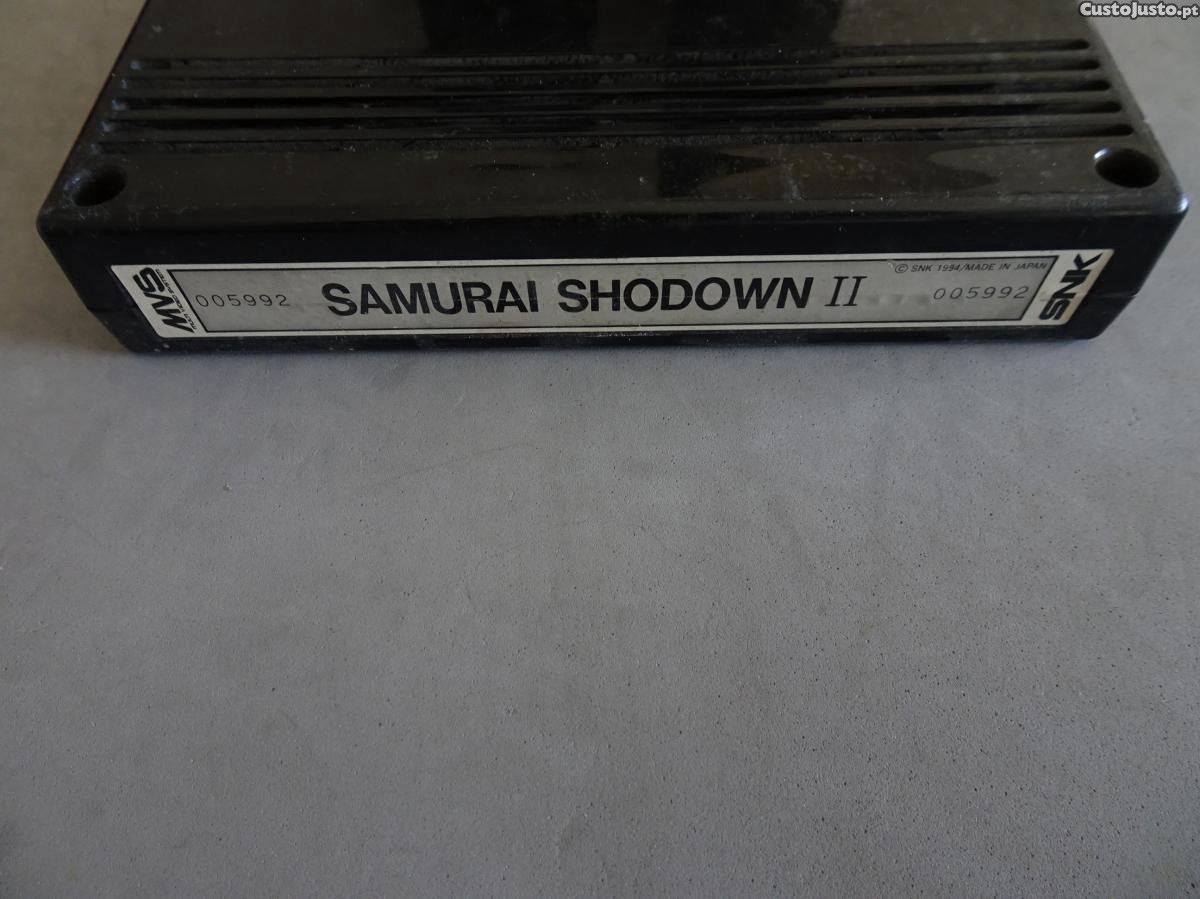 CustoJusto.pt
MVS
005992
SAMURAI SHODOWN II
© SNK 1994/MADE IN JAPAN
005992
SNK